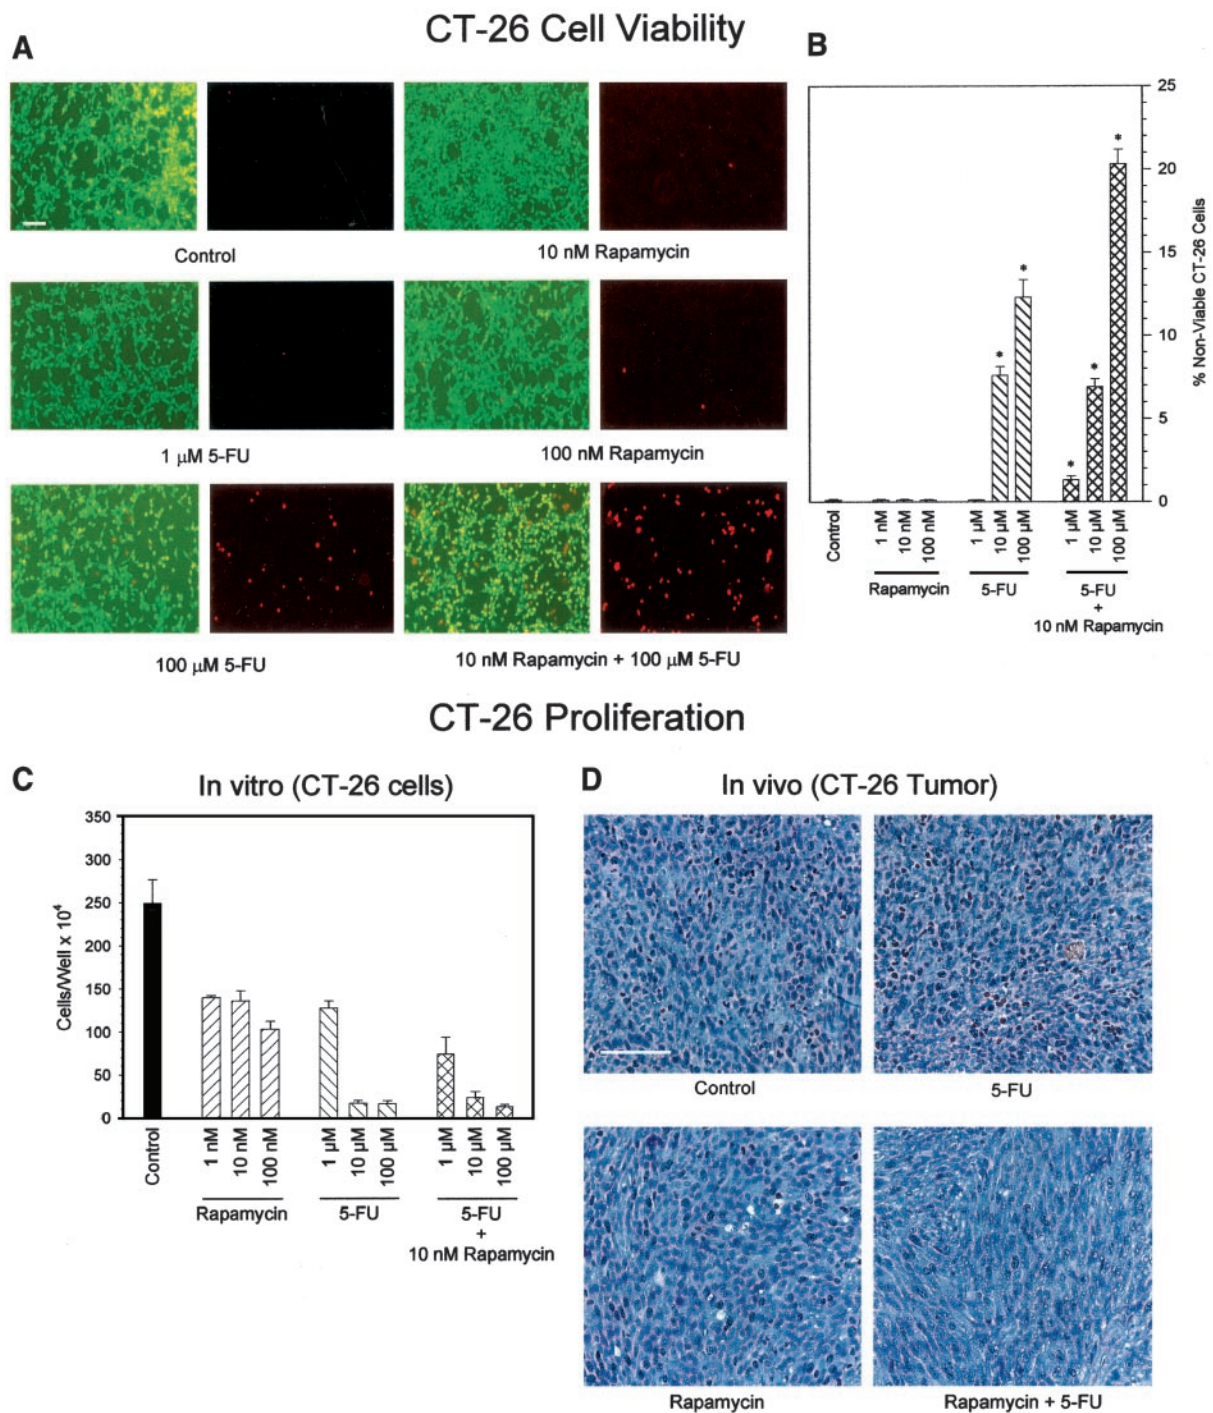 CT-26 Cell Viability
A
B
Control
10 nM Rapamycin
1 μM 5-FU
100 nM Rapamycin
100 μM 5-FU
10 nM Rapamycin + 100 μM 5-FU
25
20
15
10
5
0
% Non-Viable CT-26 Cells
Control
1 nM
10 nM
100 nM
1 μM
10 μM
100 μM
1 μM
10 μM
100 μM
*
*
*
*
*
Rapamycin
5-FU
5-FU
+
10 nM Rapamycin
CT-26 Proliferation
C
In vitro (CT-26 cells)
350
300
250
200
150
100
50
0
Cells/Well x 10⁴
Control
1 nM
10 nM
100 nM
1 μM
10 μM
100 μM
1 μM
10 μM
100 μM
Rapamycin
5-FU
5-FU
+
10 nM Rapamycin
D
In vivo (CT-26 Tumor)
Control
5-FU
Rapamycin
Rapamycin + 5-FU